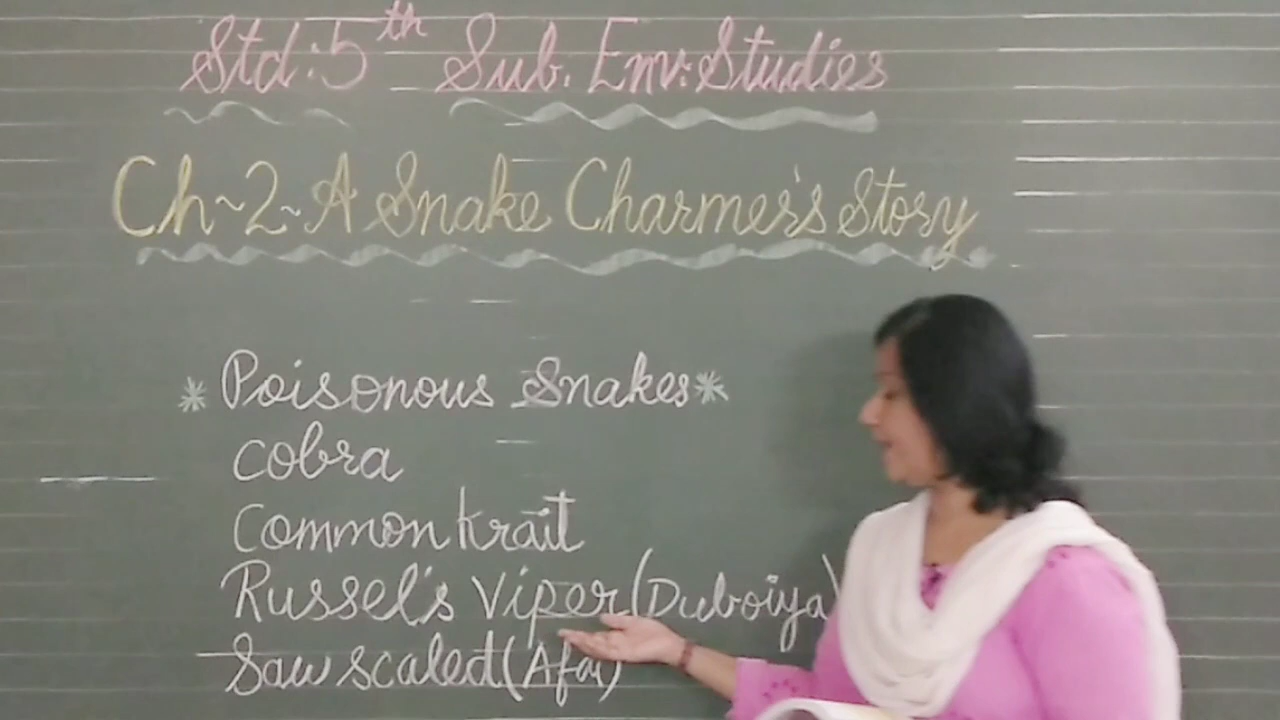 Std:5th Sub. Env:Studies
Ch~2~A Snake Charmer's Story
* Poisonous Snakes *
Cobra
Common krait
Russel's Viper (Duboiya)
Saw scaled (Afai)